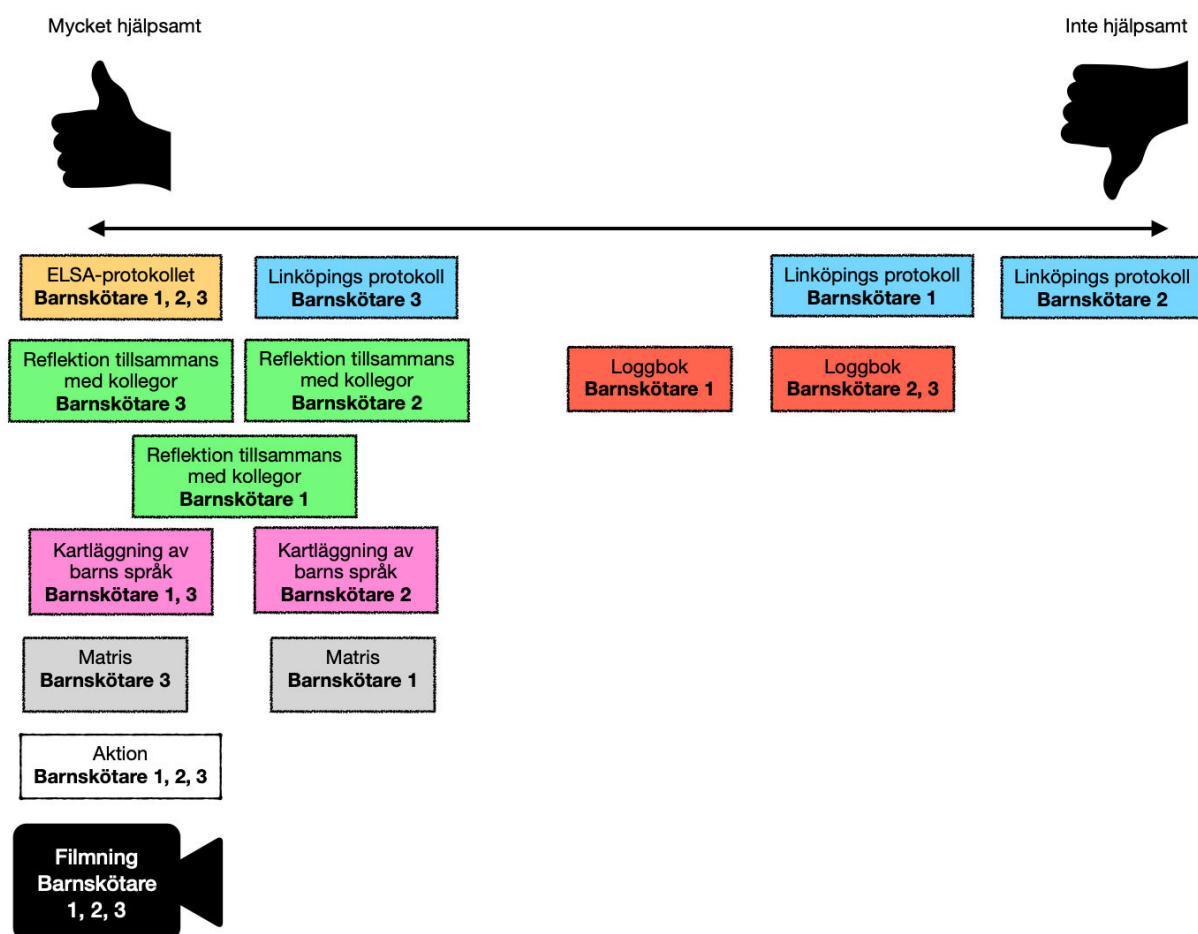 Mycket hjälpsamt
Inte hjälpsamt
ELSA-protokollet
Barnskötare 1, 2, 3
Linköpings protokoll
Barnskötare 3
Linköpings protokoll
Barnskötare 1
Linköpings protokoll
Barnskötare 2
Reflektion tillsammans
med kollegor
Barnskötare 3
Reflektion tillsammans
med kollegor
Barnskötare 2
Loggbok
Barnskötare 1
Loggbok
Barnskötare 2, 3
Reflektion tillsammans
med kollegor
Barnskötare 1
Kartläggning av
barns språk
Barnskötare 1, 3
Kartläggning av
barns språk
Barnskötare 2
Matris
Barnskötare 3
Matris
Barnskötare 1
Aktion
Barnskötare 1, 2, 3
Filmning
Barnskötare
1, 2, 3